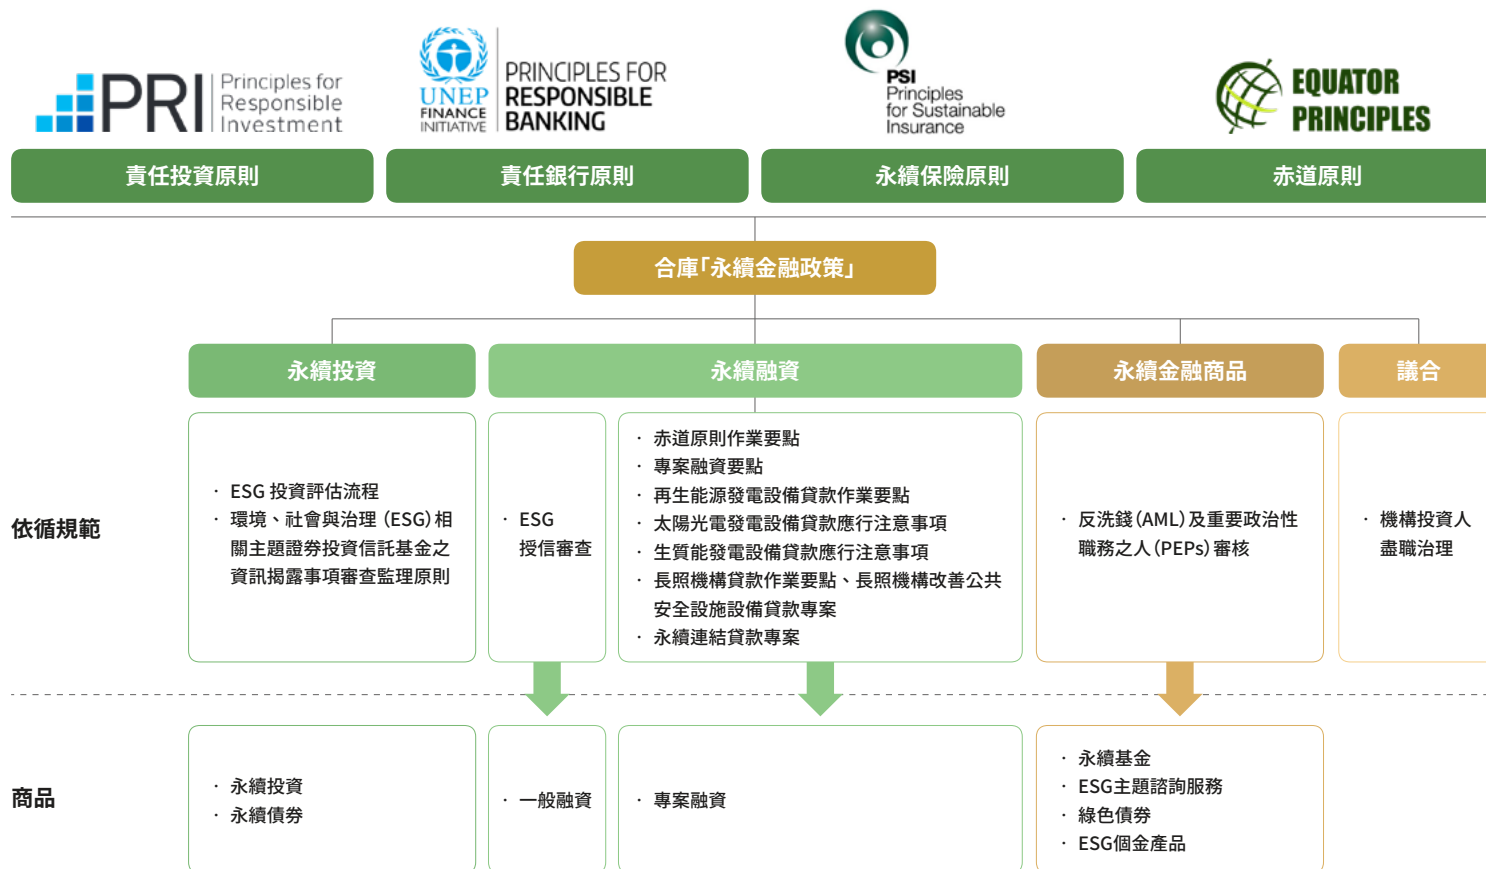 PRI
Principles for
Responsible
Investment
UNEP
FINANCE
INITIATIVE
PRINCIPLES FOR
RESPONSIBLE
BANKING
PSI
Principles
for Sustainable
Insurance
EQUATOR
PRINCIPLES
責任投資原則
責任銀行原則
永續保險原則
赤道原則
合庫「永續金融政策」
永續投資
永續融資
永續金融商品
議合
依循規範
· ESG 投資評估流程
· 環境、社會與治理 (ESG) 相
關主題證券投資信託基金之
資訊揭露事項審查監理原則
· ESG
授信審查
· 赤道原則作業要點
· 專案融資要點
· 再生能源發電設備貸款作業要點
· 太陽光電發電設備貸款應行注意事項
· 生質能發電設備貸款應行注意事項
· 長照機構貸款作業要點、長照機構改善公共
安全設施設備貸款專案
· 永續連結貸款專案
· 反洗錢 (AML) 及重要政治性
職務之人 (PEPs) 審核
· 機構投資人
盡職治理
商品
· 永續投資
· 永續債券
· 一般融資
· 專案融資
· 永續基金
· ESG主題諮詢服務
· 綠色債券
· ESG個金產品